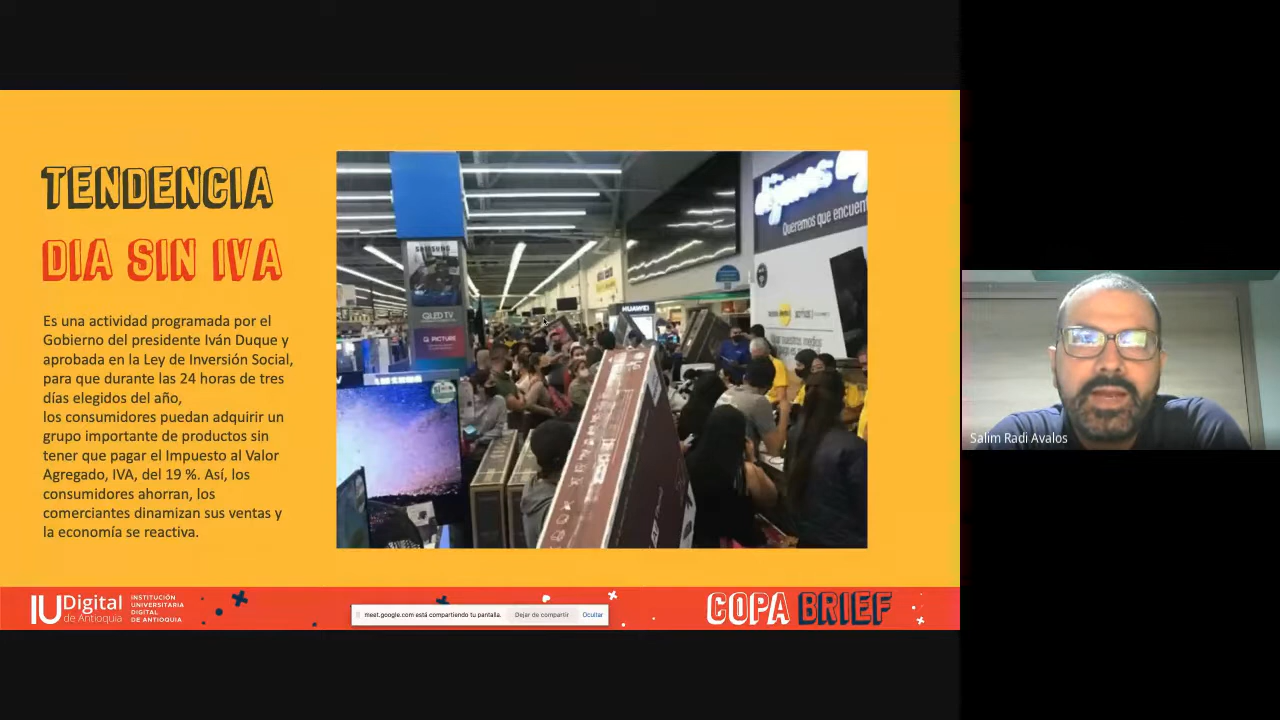 TENDENCIA
DIA SIN IVA
Es una actividad programada por el
Gobierno del presidente Iván Duque y
aprobada en la Ley de Inversión Social,
para que durante las 24 horas de tres
días elegidos del año,
los consumidores puedan adquirir un
grupo importante de productos sin
tener que pagar el Impuesto al Valor
Agregado, IVA, del 19 %. Así, los
consumidores ahorran, los
comerciantes dinamizan sus ventas y
la economía se reactiva.
SAMSUNG
QLED TV
Q PICTURE
HUAWEI
Queremos que encuen
SAMSUNG
Salim Radi Avalos
IU Digital
de Antioquia
INSTITUCIÓN
UNIVERSITARIA
DIGITAL
DE ANTIOQUIA
meet.google.com está compartiendo tu pantalla.
Dejar de compartir
Ocultar
COPA BRIEF